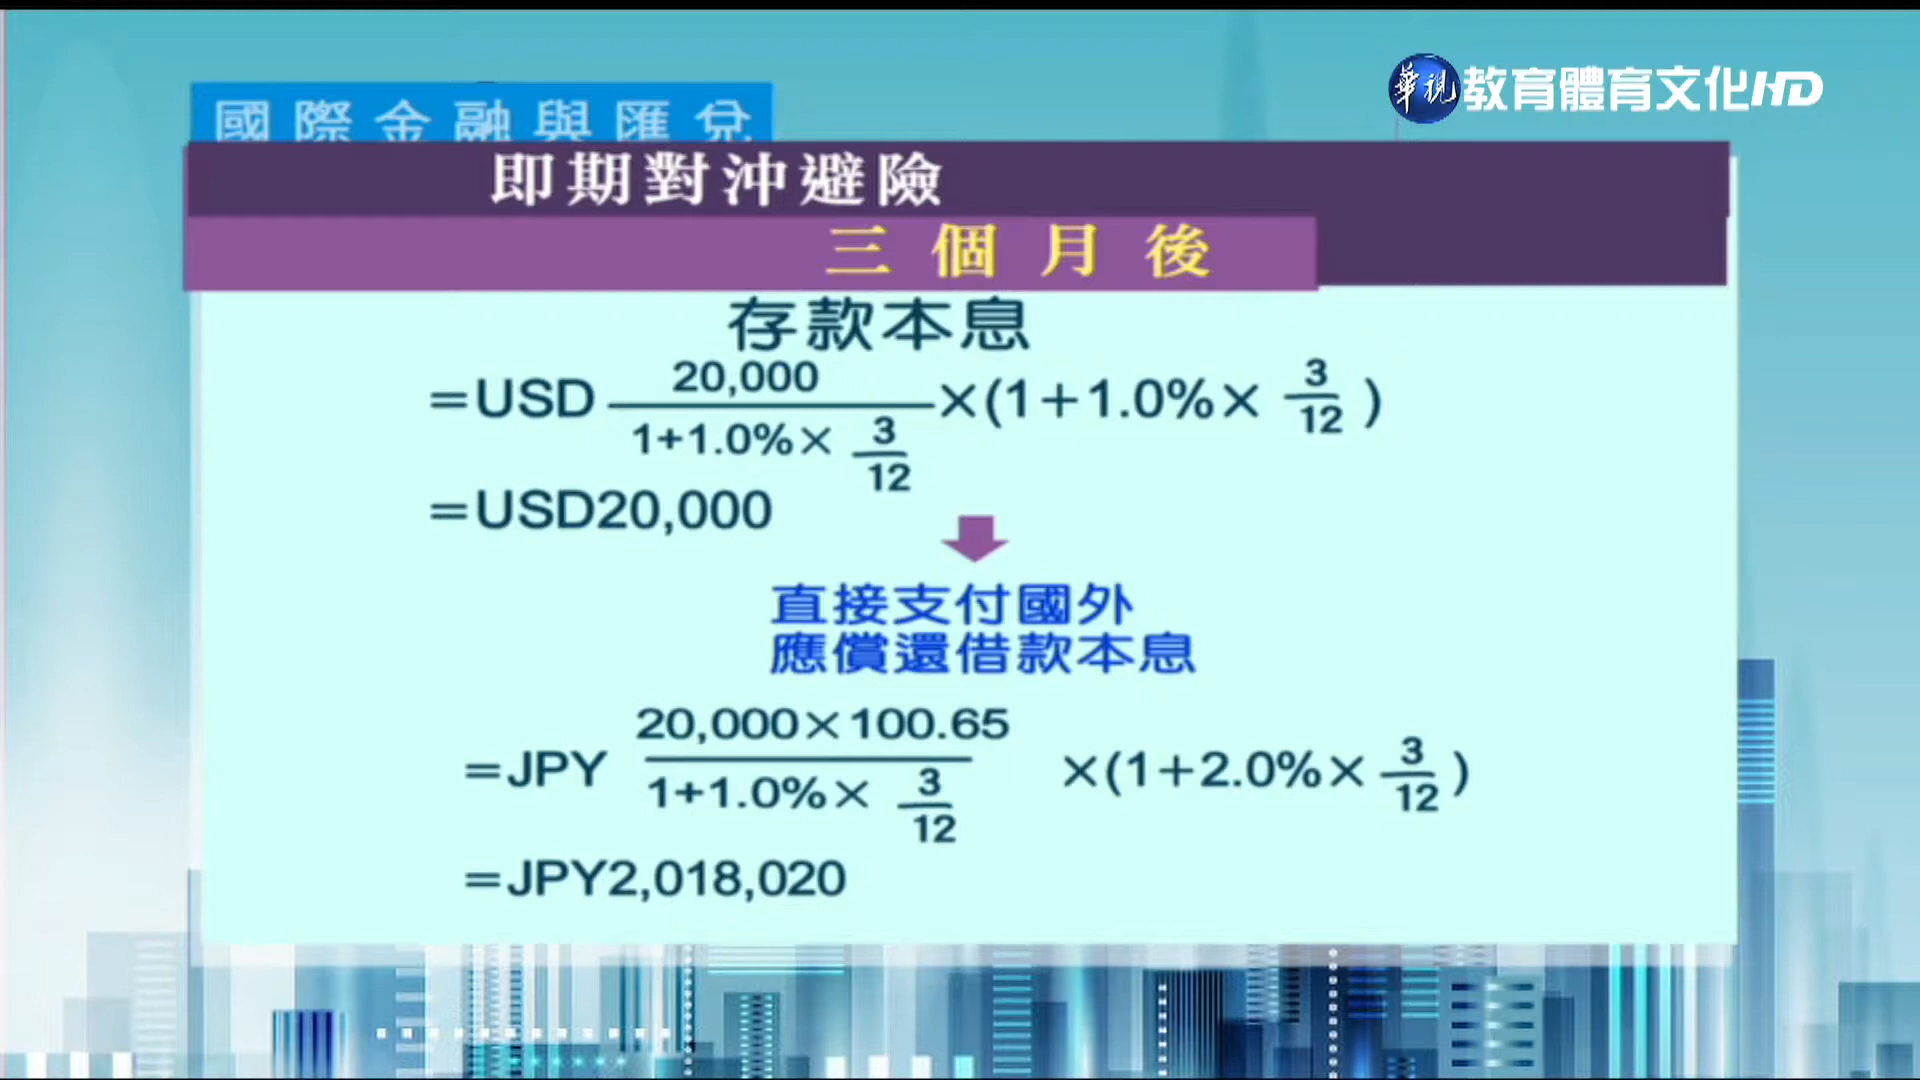 華視 教育體育文化HD
國際金融與匯兌
即期對沖避險
三個月後
存款本息
=USD 20,000 / (1+1.0%× 3/12) ×(1+1.0%× 3/12)
=USD20,000
直接支付國外
應償還借款本息
=JPY 20,000×100.65 / (1+1.0%× 3/12) ×(1+2.0%× 3/12)
=JPY2,018,020